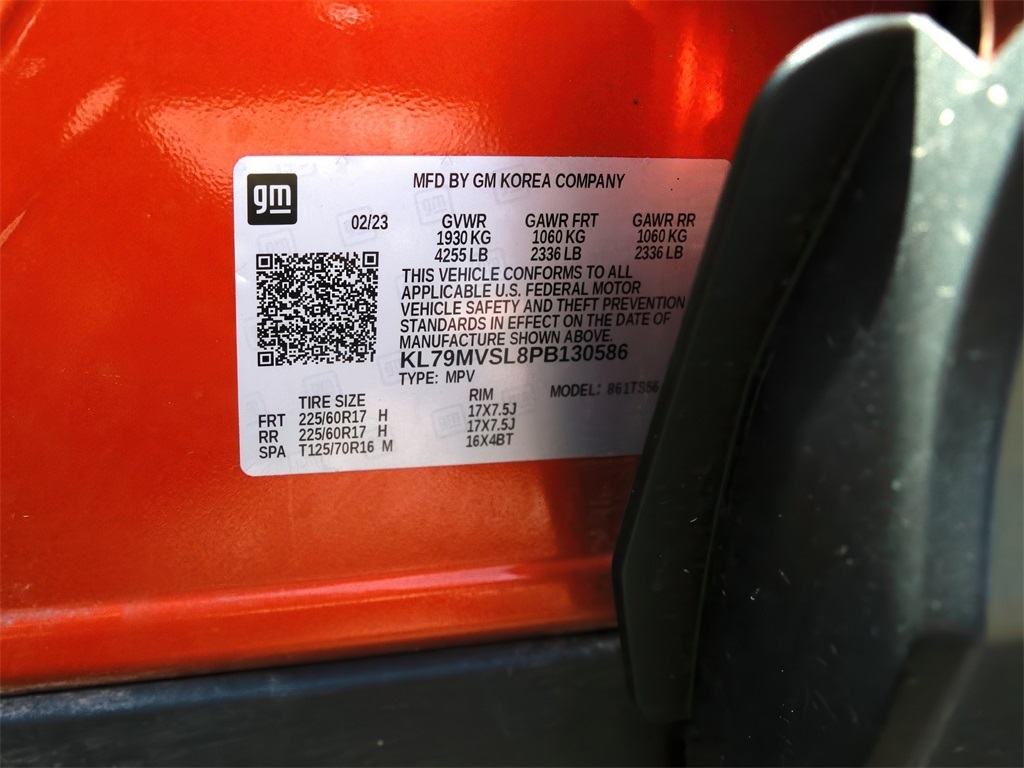 gm
MFD BY GM KOREA COMPANY
02/23 GVWR GAWR FRT GAWR RR
1930 KG 1060 KG 1060 KG
4255 LB 2336 LB 2336 LB
THIS VEHICLE CONFORMS TO ALL
APPLICABLE U.S. FEDERAL MOTOR
VEHICLE SAFETY AND THEFT PREVENTION
STANDARDS IN EFFECT ON THE DATE OF
MANUFACTURE SHOWN ABOVE.
KL79MVSL8PB130586
TYPE: MPV MODEL: 861TS56
TIRE SIZE RIM
FRT 225/60R17 H 17X7.5J
RR 225/60R17 H 17X7.5J
SPA T125/70R16 M 16X4BT